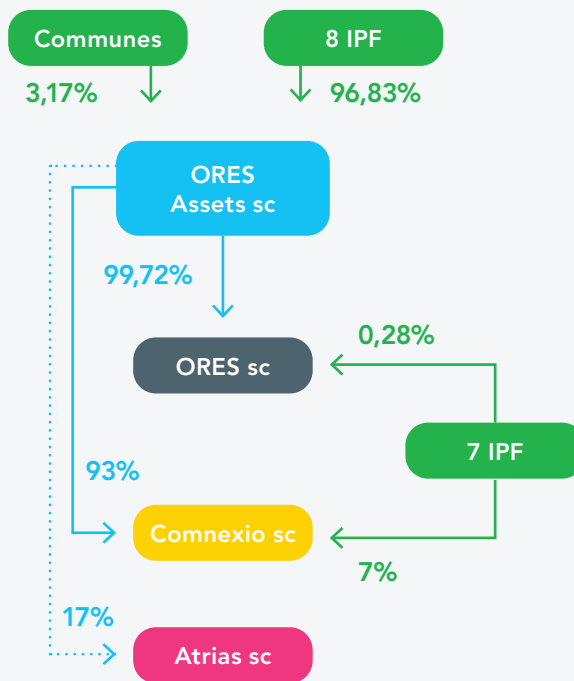 Communes
8 IPF
3,17%
96,83%
ORES
Assets sc
99,72%
0,28%
ORES sc
7 IPF
93%
Comnexio sc
7%
17%
Atrias sc